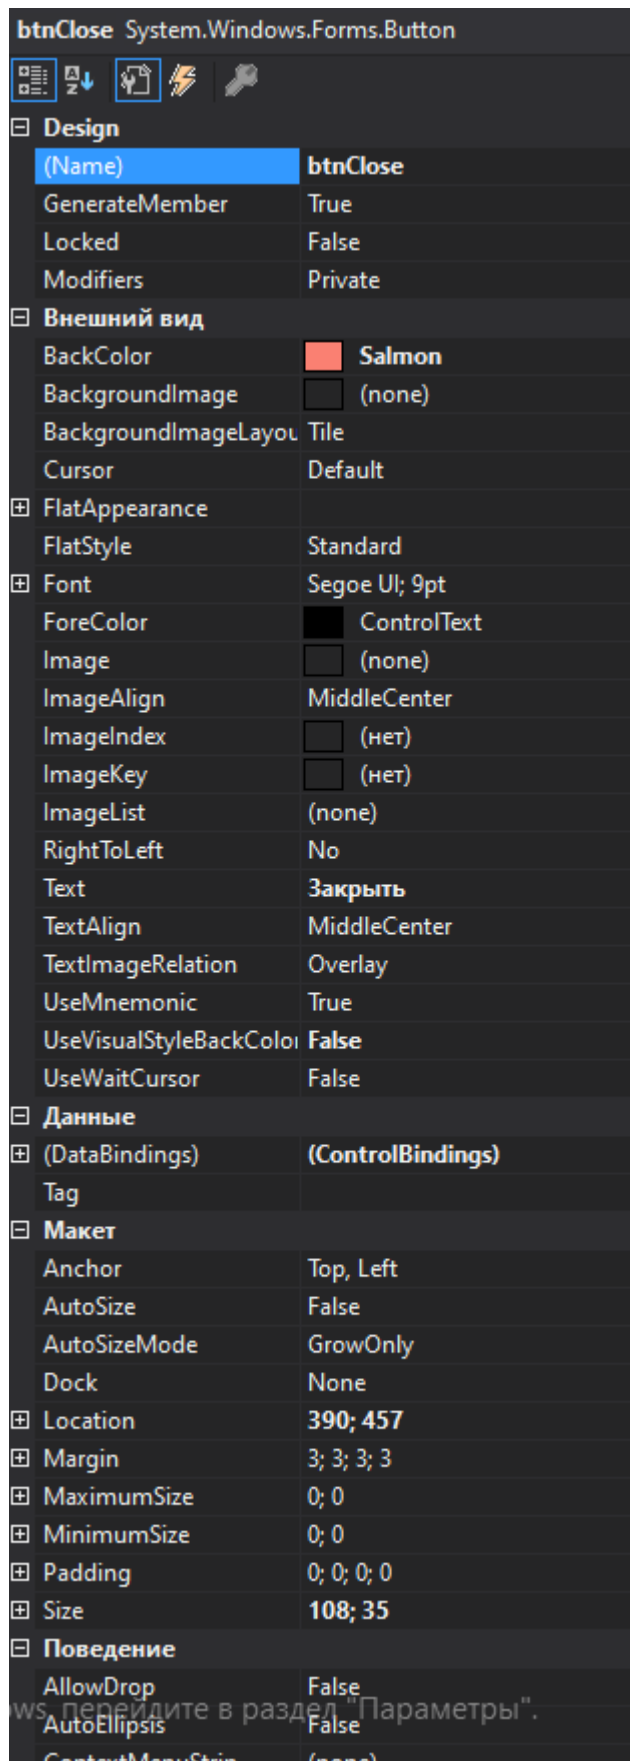 btnClose System.Windows.Forms.Button
Design
(Name) btnClose
GenerateMember True
Locked False
Modifiers Private
Внешний вид
BackColor Salmon
BackgroundImage (none)
BackgroundImageLayou Tile
Cursor Default
FlatAppearance
FlatStyle Standard
Font Segoe UI; 9pt
ForeColor ControlText
Image (none)
ImageAlign MiddleCenter
ImageIndex (нет)
ImageKey (нет)
ImageList (none)
RightToLeft No
Text Закрыть
TextAlign MiddleCenter
TextImageRelation Overlay
UseMnemonic True
UseVisualStyleBackColor False
UseWaitCursor False
Данные
(DataBindings) (ControlBindings)
Tag
Макет
Anchor Top, Left
AutoSize False
AutoSizeMode GrowOnly
Dock None
Location 390; 457
Margin 3; 3; 3; 3
MaximumSize 0; 0
MinimumSize 0; 0
Padding 0; 0; 0; 0
Size 108; 35
Поведение
AllowDrop False
ows, перейдите в раздел "Параметры".
AutoEllipsis False
ContextMenuStrip (none)